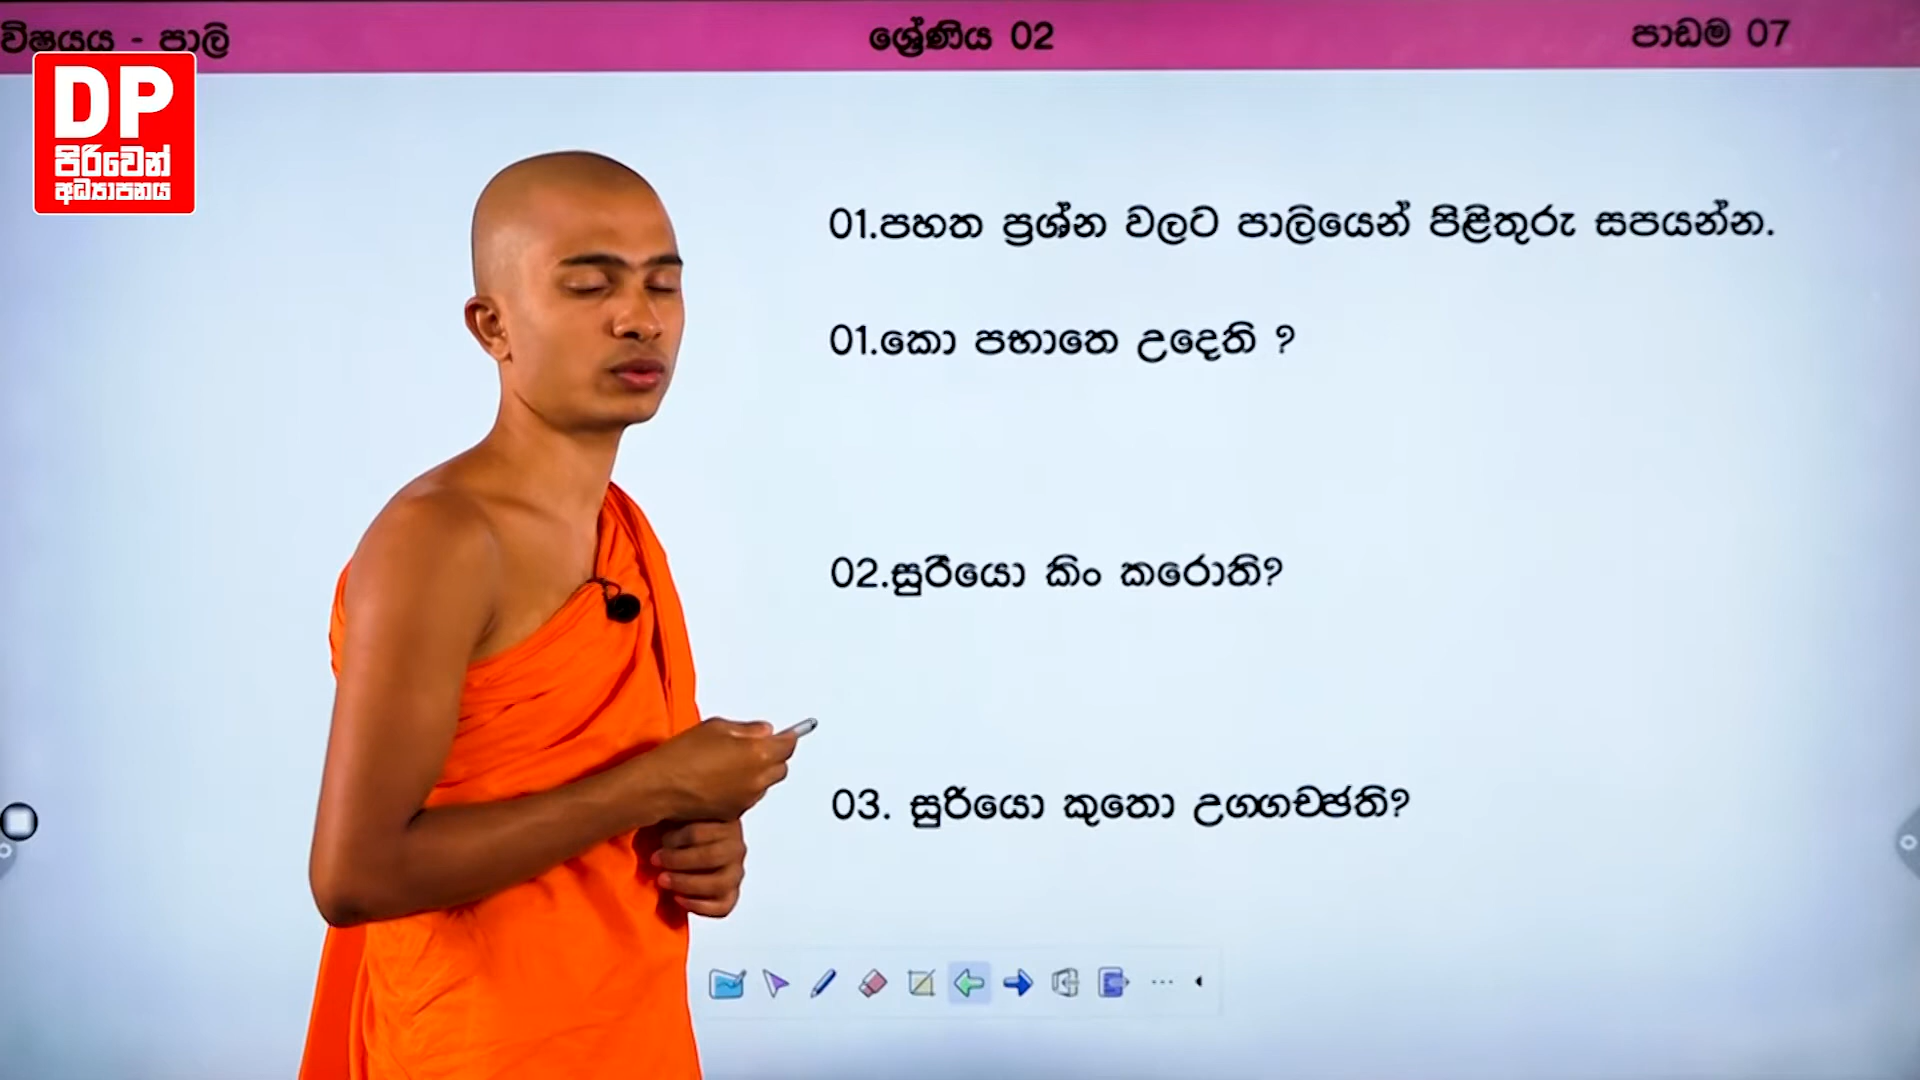 විෂයය - පාලි
ශ්‍රේණිය 02
පාඩම 07
DP
පිරිවෙන්
අධ්‍යාපනය
01.පහත ප්‍රශ්න වලට පාලියෙන් පිළිතුරු සපයන්න.
01.කො පභාතෙ උදෙති ?
02.සුරියො කිං කරොති?
03. සුරියො කුතො උග‍්ගච‍්ඡති?